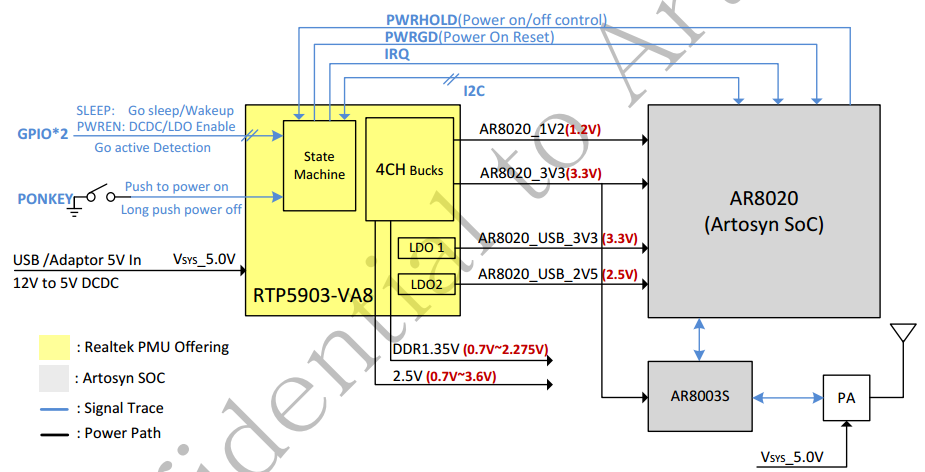 PWRHOLD(Power on/off control)
PWRGD(Power On Reset)
IRQ
I2C
SLEEP: Go sleep/Wakeup
GPIO*2
PWREN: DCDC/LDO Enable
Go active Detection
PONKEY
Push to power on
Long push power off
USB /Adaptor 5V In
VSYS_5.0V
12V to 5V DCDC
State
Machine
4CH Bucks
LDO 1
LDO2
RTP5903-VA8
AR8020_1V2(1.2V)
AR8020_3V3(3.3V)
AR8020_USB_3V3 (3.3V)
AR8020_USB_2V5 (2.5V)
AR8020
(Artosyn SoC)
DDR1.35V (0.7V~2.275V)
2.5V (0.7V~3.6V)
AR8003S
PA
VSYS_5.0V
: Realtek PMU Offering
: Artosyn SOC
: Signal Trace
: Power Path